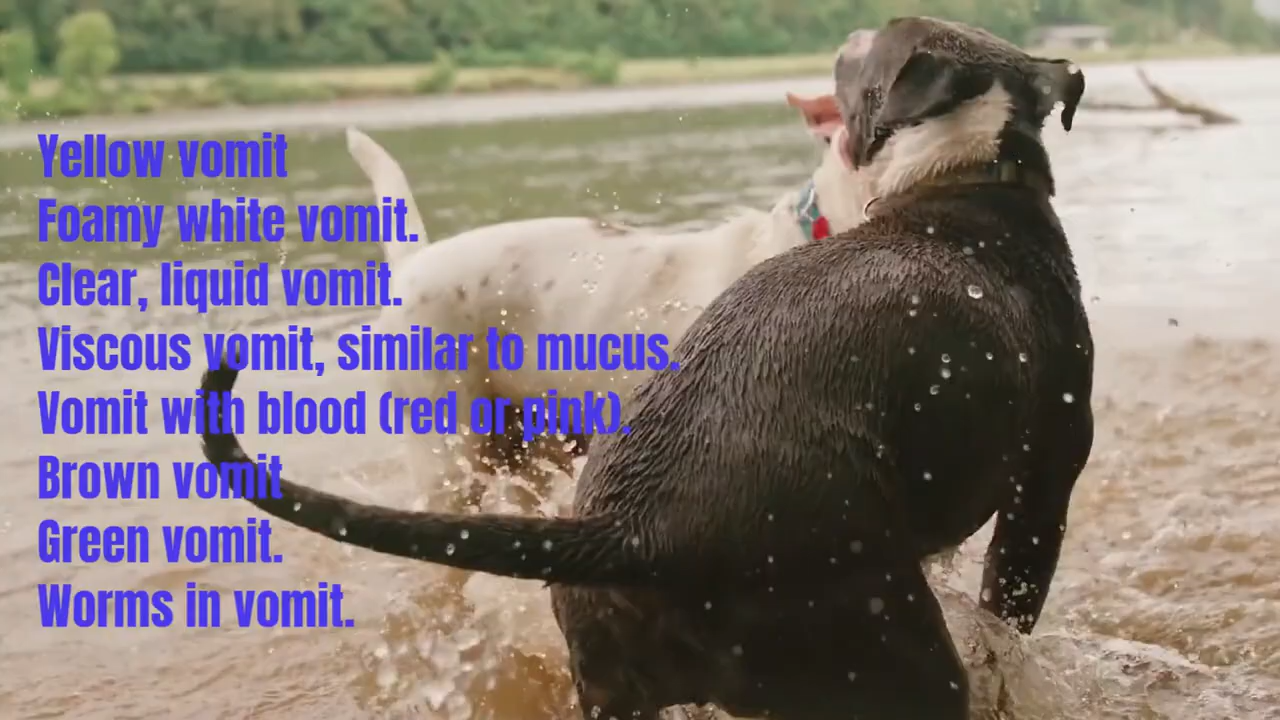 Yellow vomit
Foamy white vomit.
Clear, liquid vomit.
Viscous vomit, similar to mucus.
Vomit with blood (red or pink).
Brown vomit
Green vomit.
Worms in vomit.